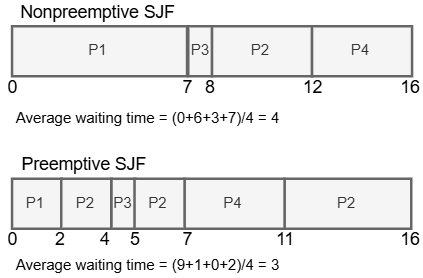 Nonpreemptive SJF
P1 P3 P2 P4
0 7 8 12 16
Average waiting time = (0+6+3+7)/4 = 4
Preemptive SJF
P1 P2 P3 P2 P4 P2
0 2 4 5 7 11 16
Average waiting time = (9+1+0+2)/4 = 3